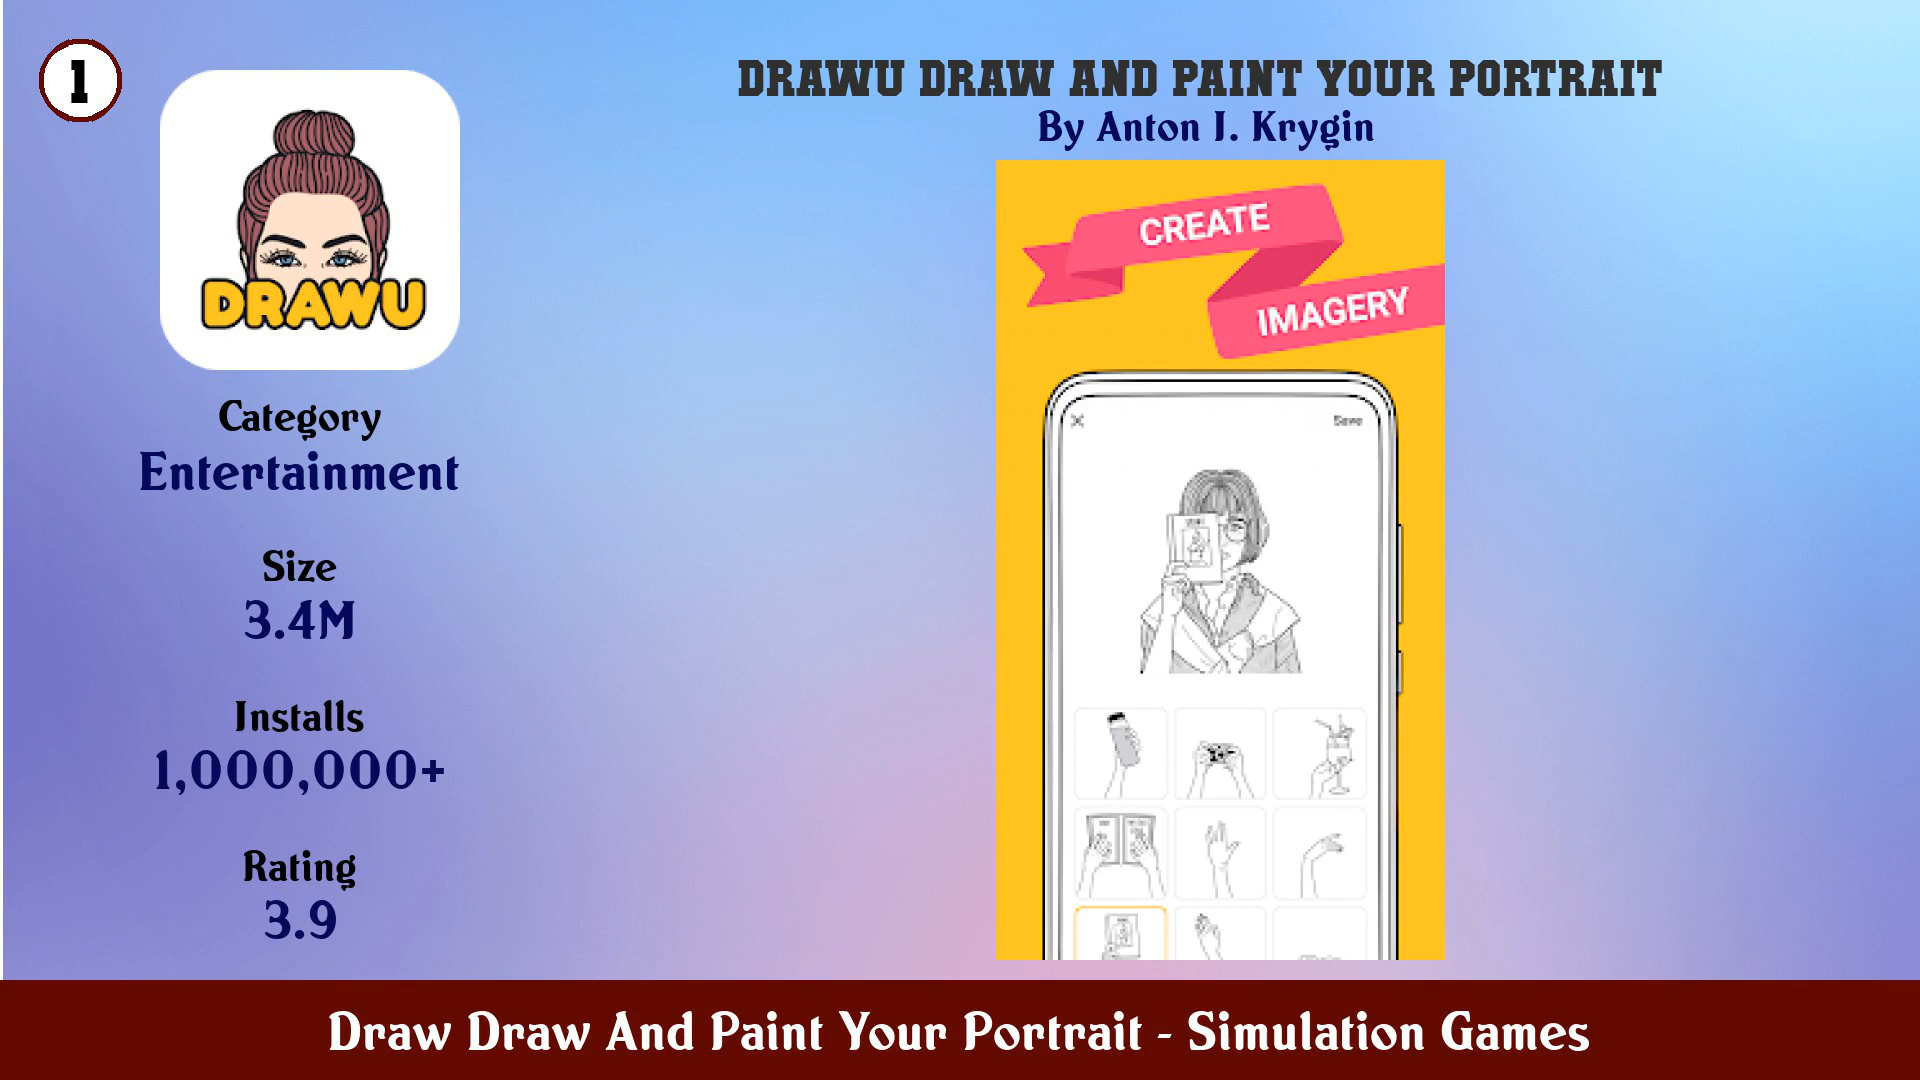 1
DRAWU DRAW AND PAINT YOUR PORTRAIT
By Anton J. Krygin
DRAWU
Category
Entertainment
Size
3.4M
Installs
1,000,000+
Rating
3.9
CREATE
IMAGERY
Save
Draw Draw And Paint Your Portrait - Simulation Games